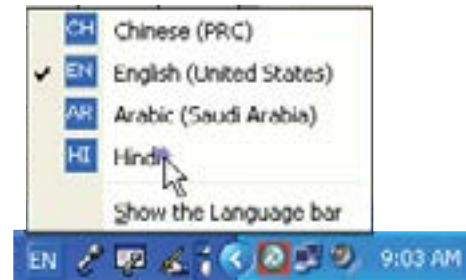 CH Chinese (PRC)
EN English (United States)
AR Arabic (Saudi Arabia)
HI Hindi
Show the Language bar
EN 9:03 AM